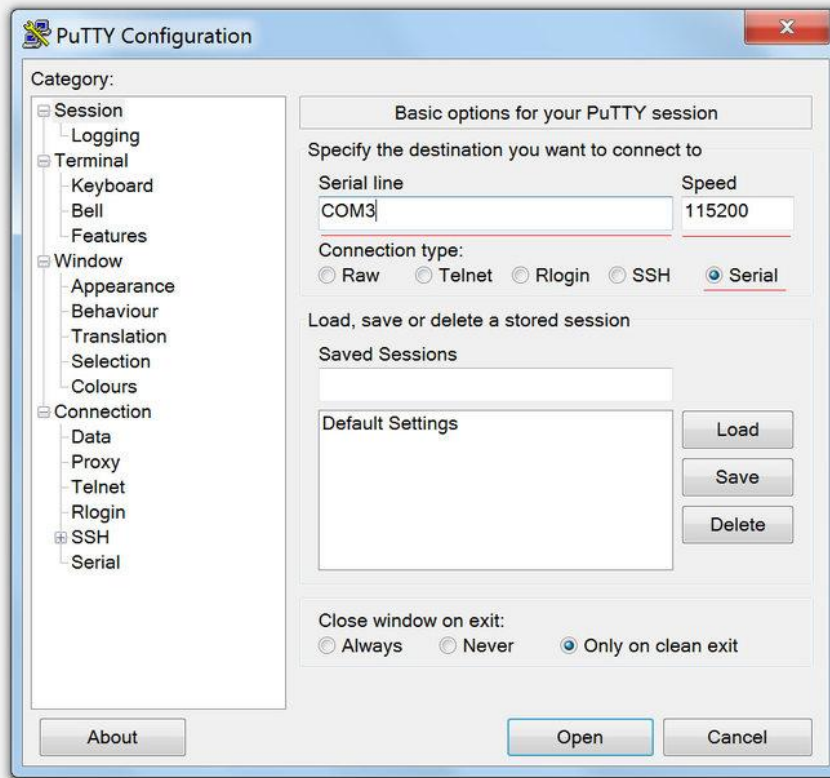 PuTTY Configuration
Category:
Session
Logging
Terminal
Keyboard
Bell
Features
Window
Appearance
Behaviour
Translation
Selection
Colours
Connection
Data
Proxy
Telnet
Rlogin
SSH
Serial
Basic options for your PuTTY session
Specify the destination you want to connect to
Serial line Speed
COM3 115200
Connection type:
Raw Telnet Rlogin SSH Serial
Load, save or delete a stored session
Saved Sessions
Default Settings
Load
Save
Delete
Close window on exit:
Always Never Only on clean exit
About Open Cancel